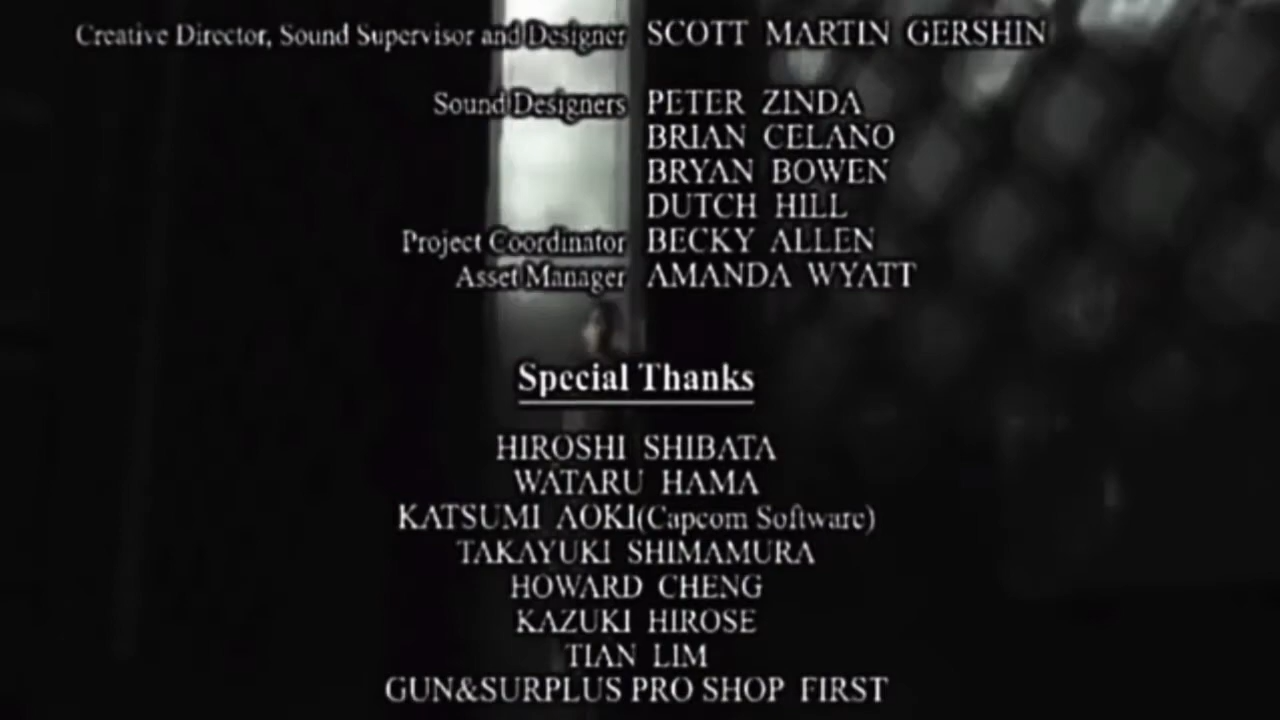 Creative Director, Sound Supervisor and Designer SCOTT MARTIN GERSHIN
Sound Designers PETER ZINDA
BRIAN CELANO
BRYAN BOWEN
DUTCH HILL
Project Coordinator BECKY ALLEN
Asset Manager AMANDA WYATT
Special Thanks
HIROSHI SHIBATA
WATARU HAMA
KATSUMI AOKI(Capcom Software)
TAKAYUKI SHIMAMURA
HOWARD CHENG
KAZUKI HIROSE
TIAN LIM
GUN&SURPLUS PRO SHOP FIRST